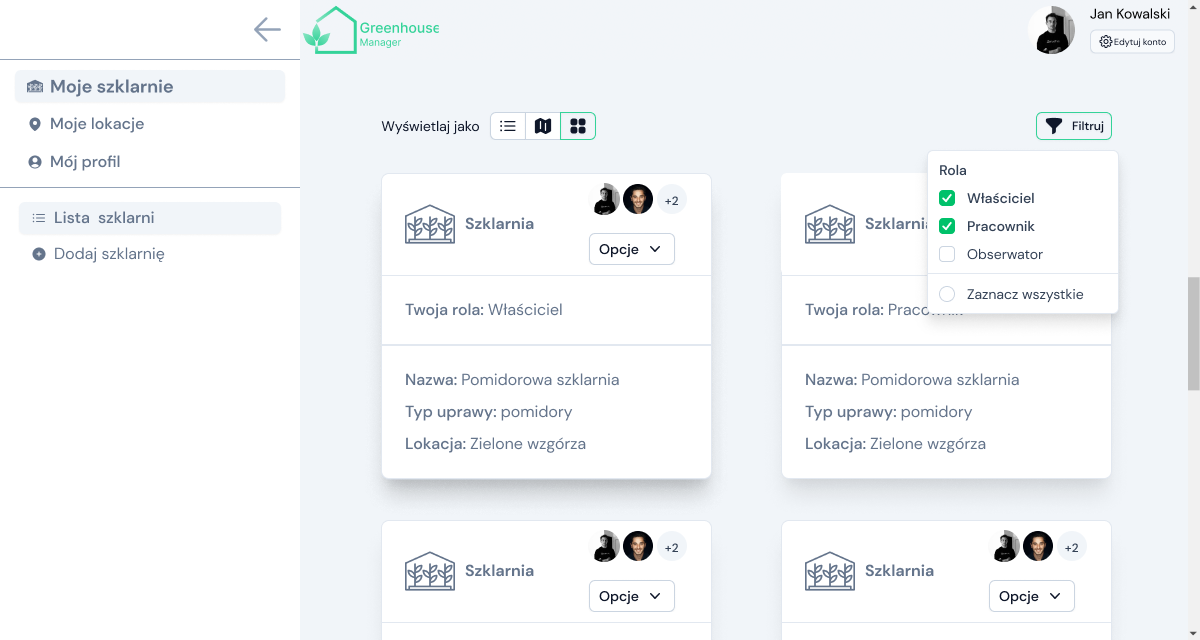 Greenhouse
Manager
Jan Kowalski
Edytuj konto
Moje szklarnie
Moje lokacje
Mój profil
Lista szklarni
Dodaj szklarnię
Wyświetlaj jako
Filtruj
Rola
Właściciel
Pracownik
Obserwator
Zaznacz wszystkie
Szklarnia
+2
Opcje
Twoja rola: Właściciel
Nazwa: Pomidorowa szklarnia
Typ uprawy: pomidory
Lokacja: Zielone wzgórza
Szklarnia
Twoja rola: Pracownik
Nazwa: Pomidorowa szklarnia
Typ uprawy: pomidory
Lokacja: Zielone wzgórza
Szklarnia
+2
Opcje
Szklarnia
+2
Opcje